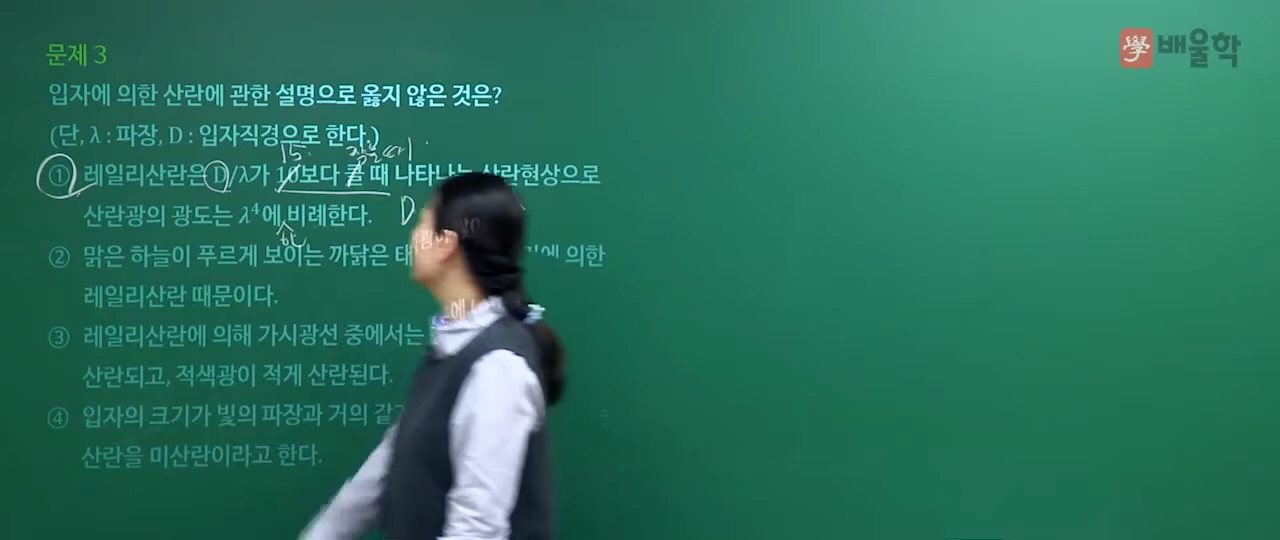 문제 3
學 배울학
입자에 의한 산란에 관한 설명으로 옳지 않은 것은?
(단, λ : 파장, D : 입자직경으로 한다.)
① 레일리산란은 D/λ가 10보다 클 때 나타나는 산란현상으로
산란광의 광도는 λ⁴에 비례한다. D
② 맑은 하늘이 푸르게 보이는 까닭은 의한
레일리산란 때문이다.
③ 레일리산란에 의해 가시광선 중에서는
산란되고, 적색광이 적게 산란된다.
④ 입자의 크기가 빛의 파장과 거의
산란을 미산란이라고 한다.